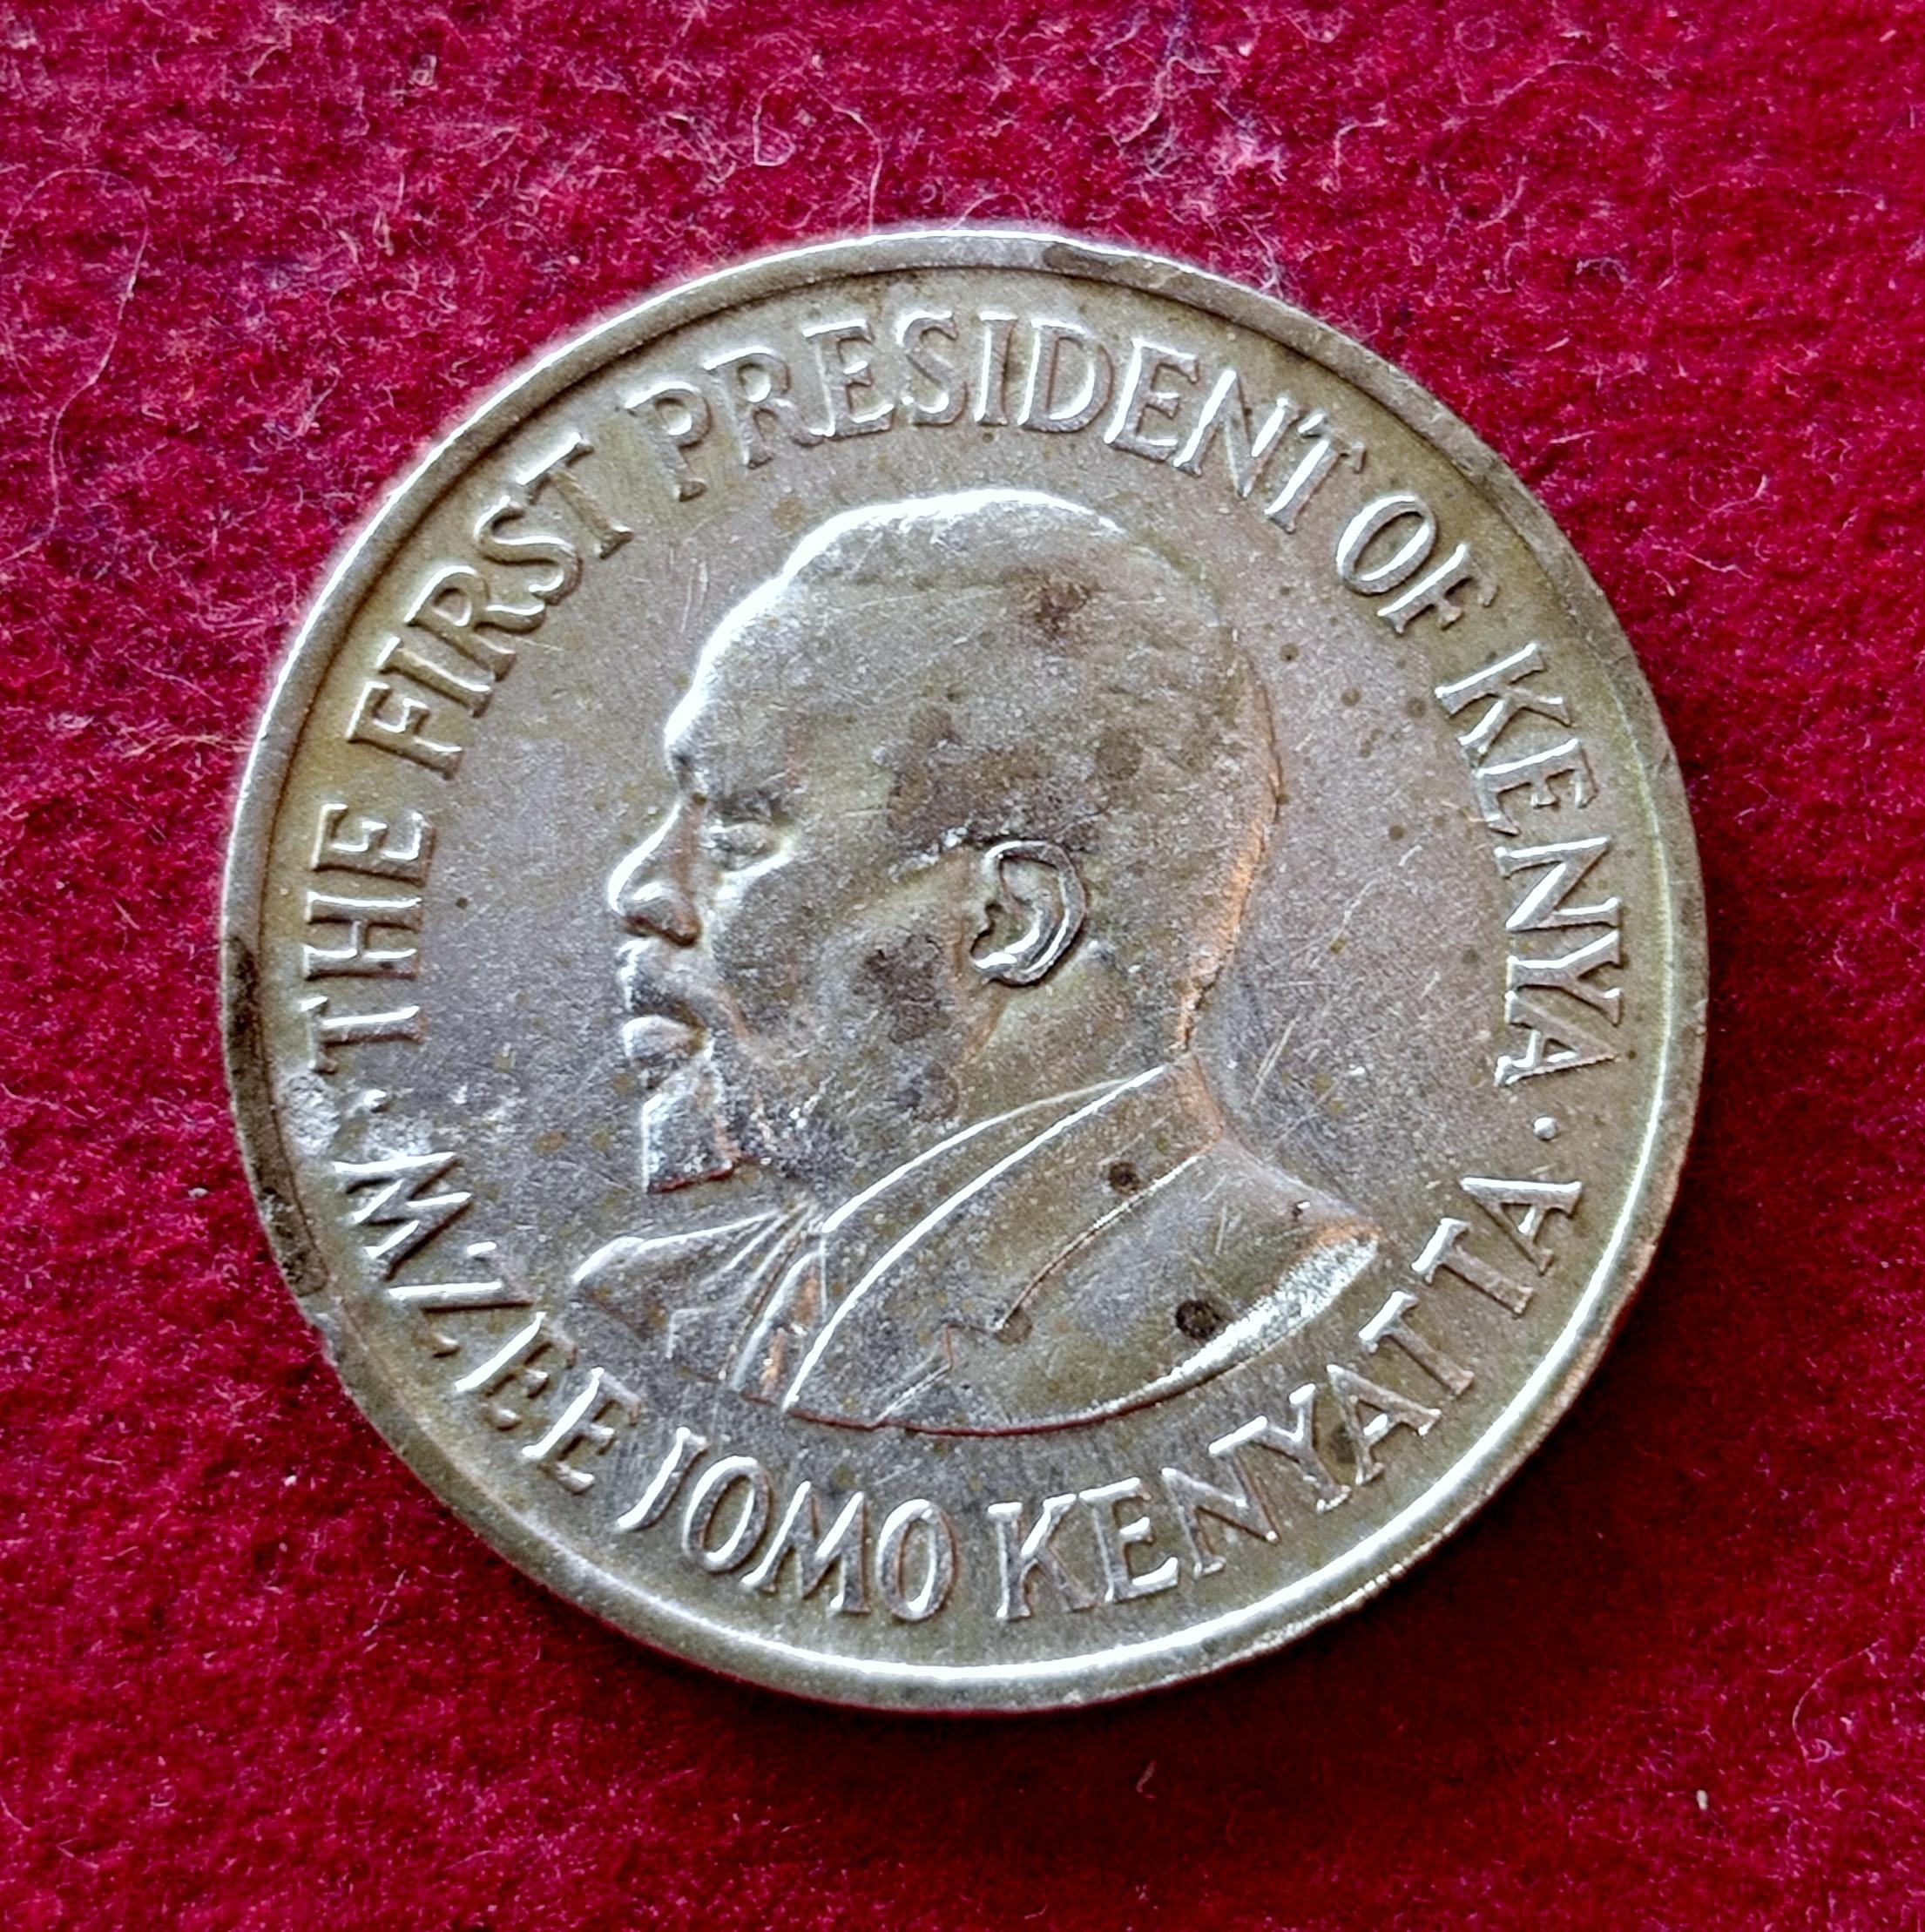 THE FIRST PRESIDENT OF KENYA
· MZEE JOMO KENYATTA ·